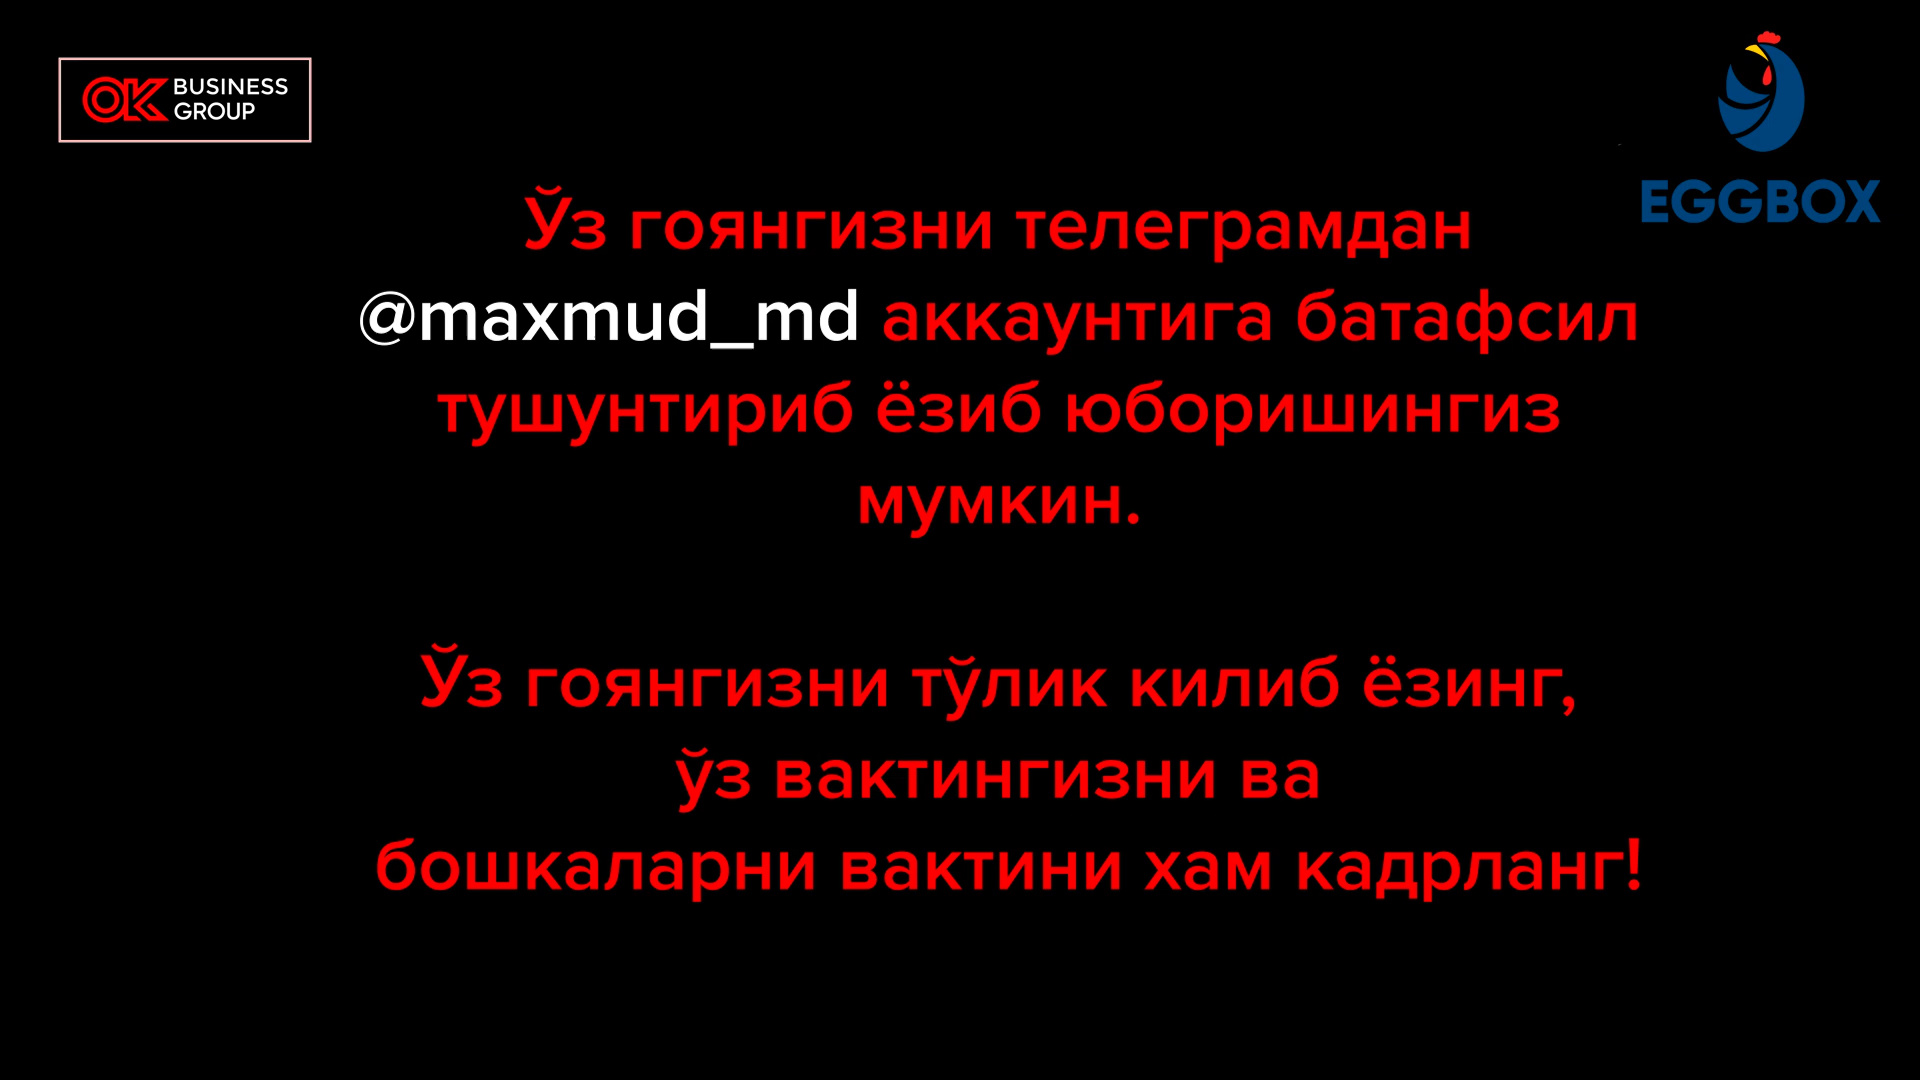 OK BUSINESS
GROUP
EGGBOX
Ўз гоянгизни телеграмдан
@maxmud_md аккаунтига батафсил
тушунтириб ёзиб юборишингиз
мумкин.
Ўз гоянгизни тўлик килиб ёзинг,
ўз вактингизни ва
бошкаларни вактини хам кадрланг!